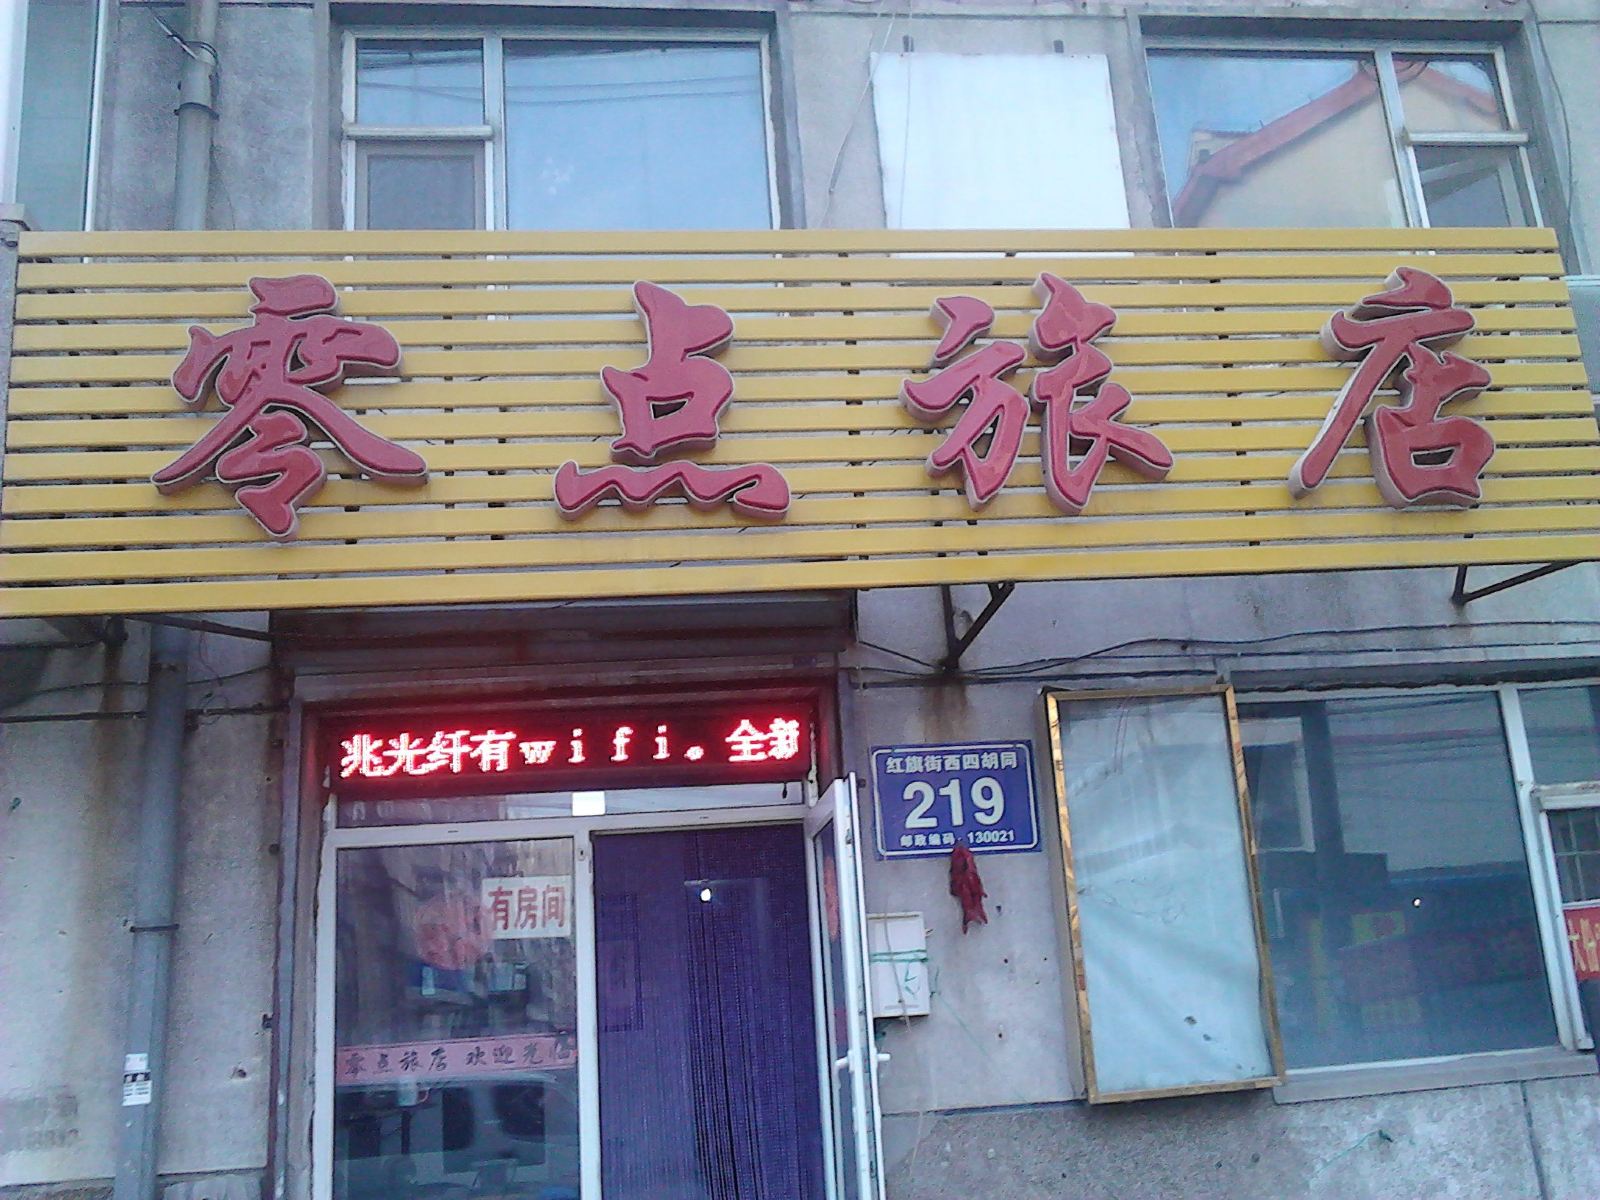 零点旅店
兆光纤有wifi。全新
红旗街西四胡同
219
邮政编码:130021
有房间
零点旅店 欢迎光临